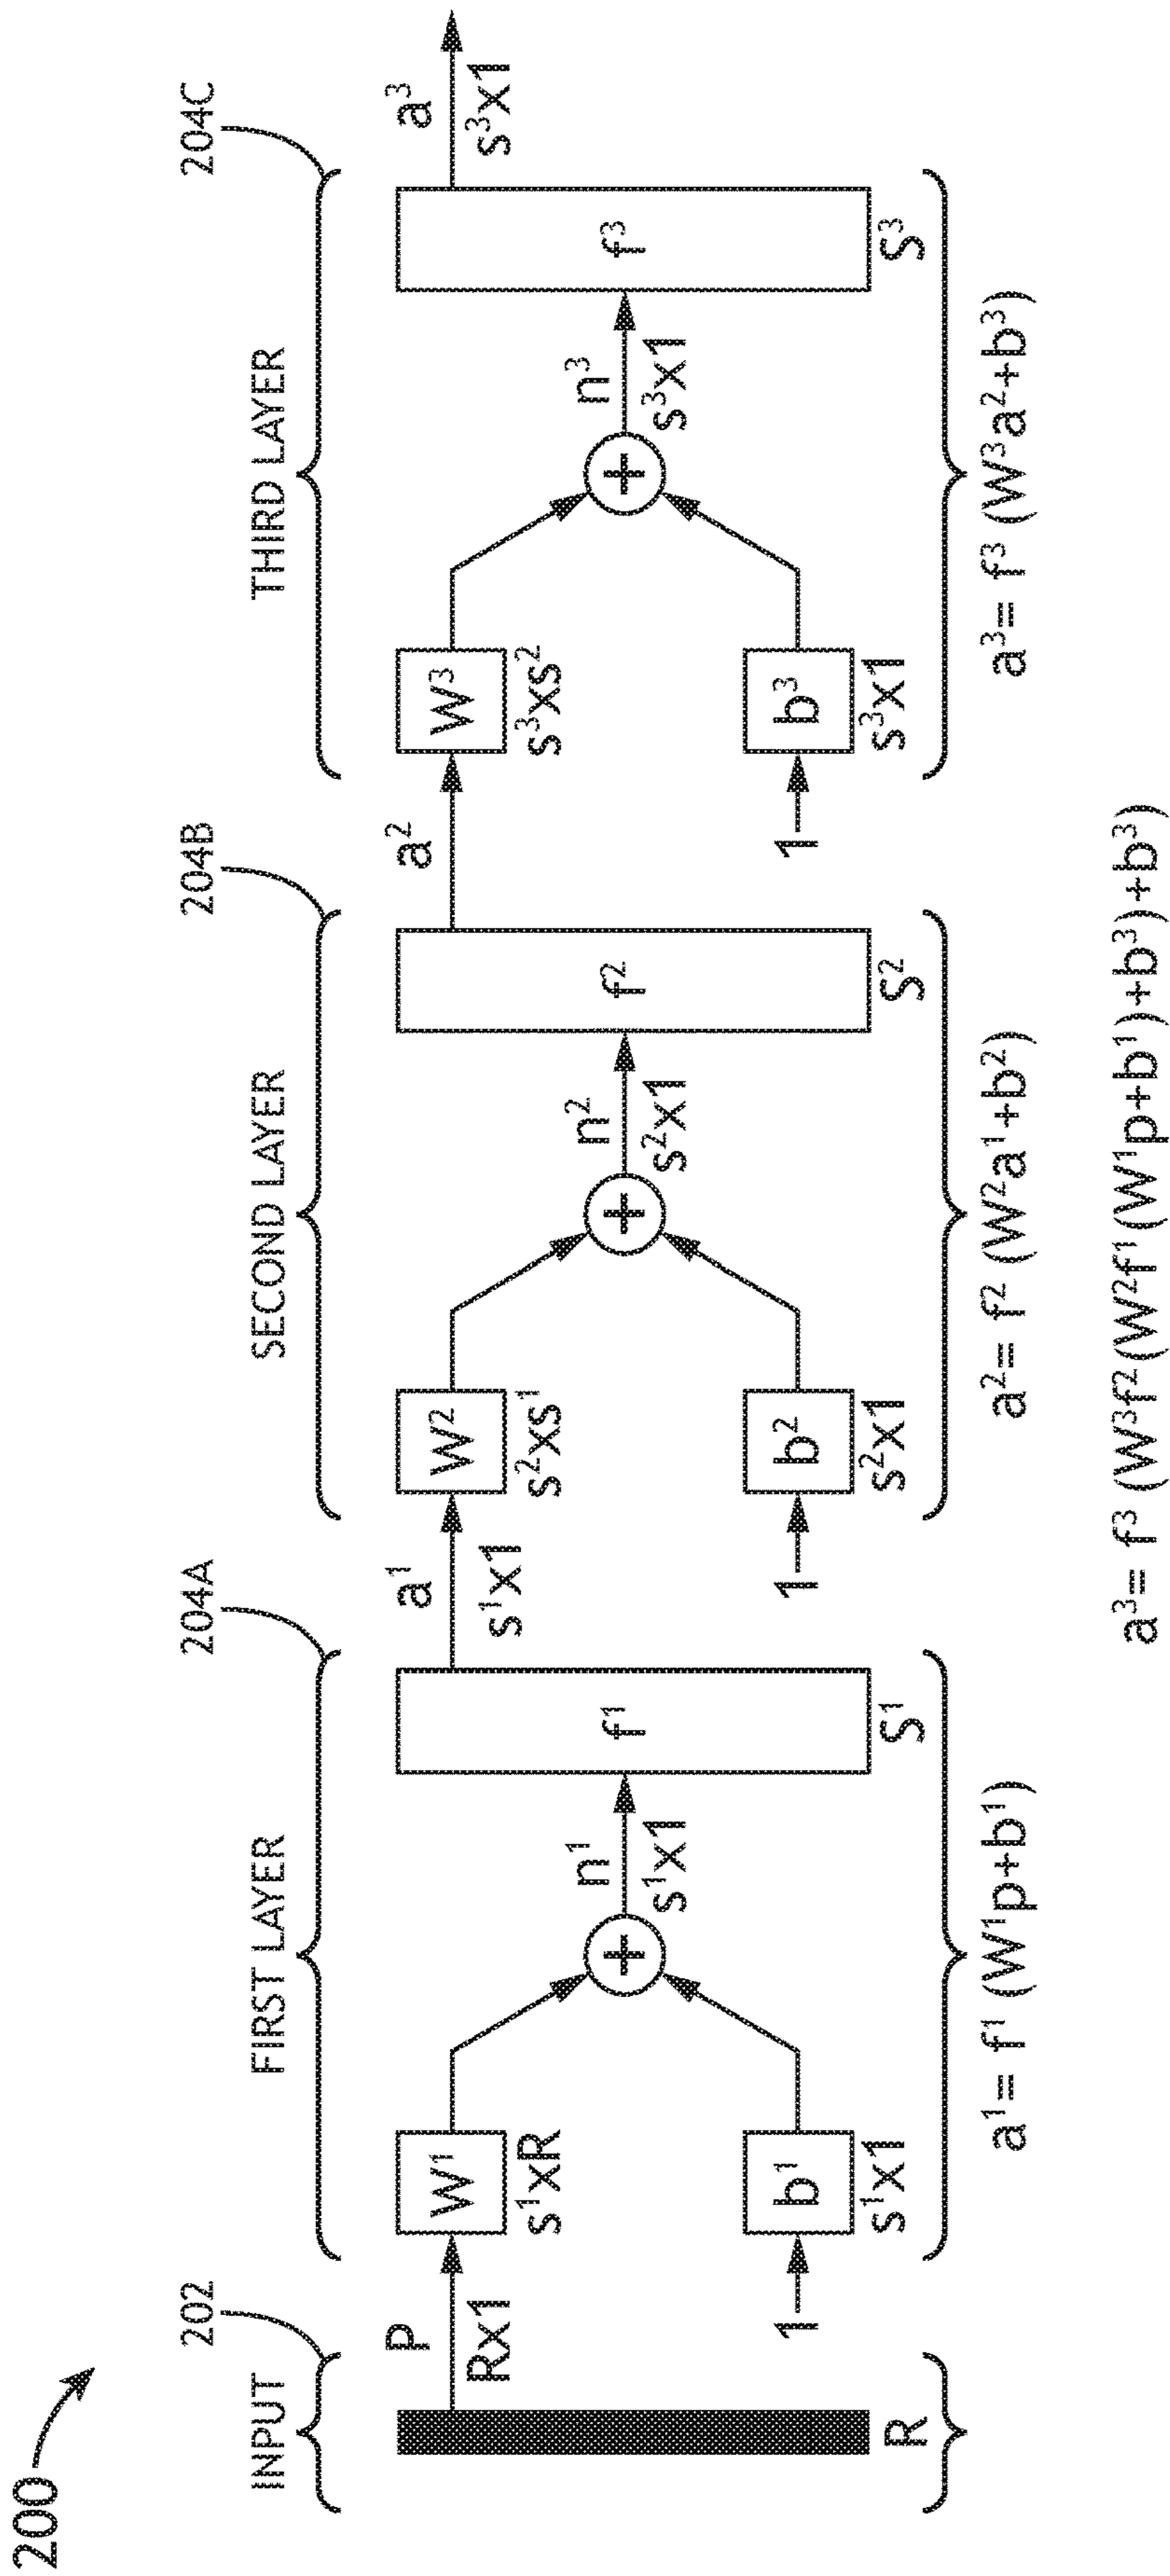 200
INPUT
202
FIRST LAYER
204A
SECOND LAYER
204B
THIRD LAYER
204C
P
Rx1
R
W¹
s¹xR
1
b¹
s¹x1
+
n¹
s¹x1
f¹
S¹
a¹
s¹x1
W²
s²xs¹
1
b²
s²x1
+
n²
s²x1
f²
S²
a²
W³
s³xs²
1
b³
s³x1
+
n³
s³x1
f³
S³
a³
s³x1
a¹= f¹ (W¹p+b¹)
a²= f² (W²a¹+b²)
a³= f³ (W³a²+b³)
a³= f³ (W³f²(W²f¹(W¹p+b¹)+b³)+b³)